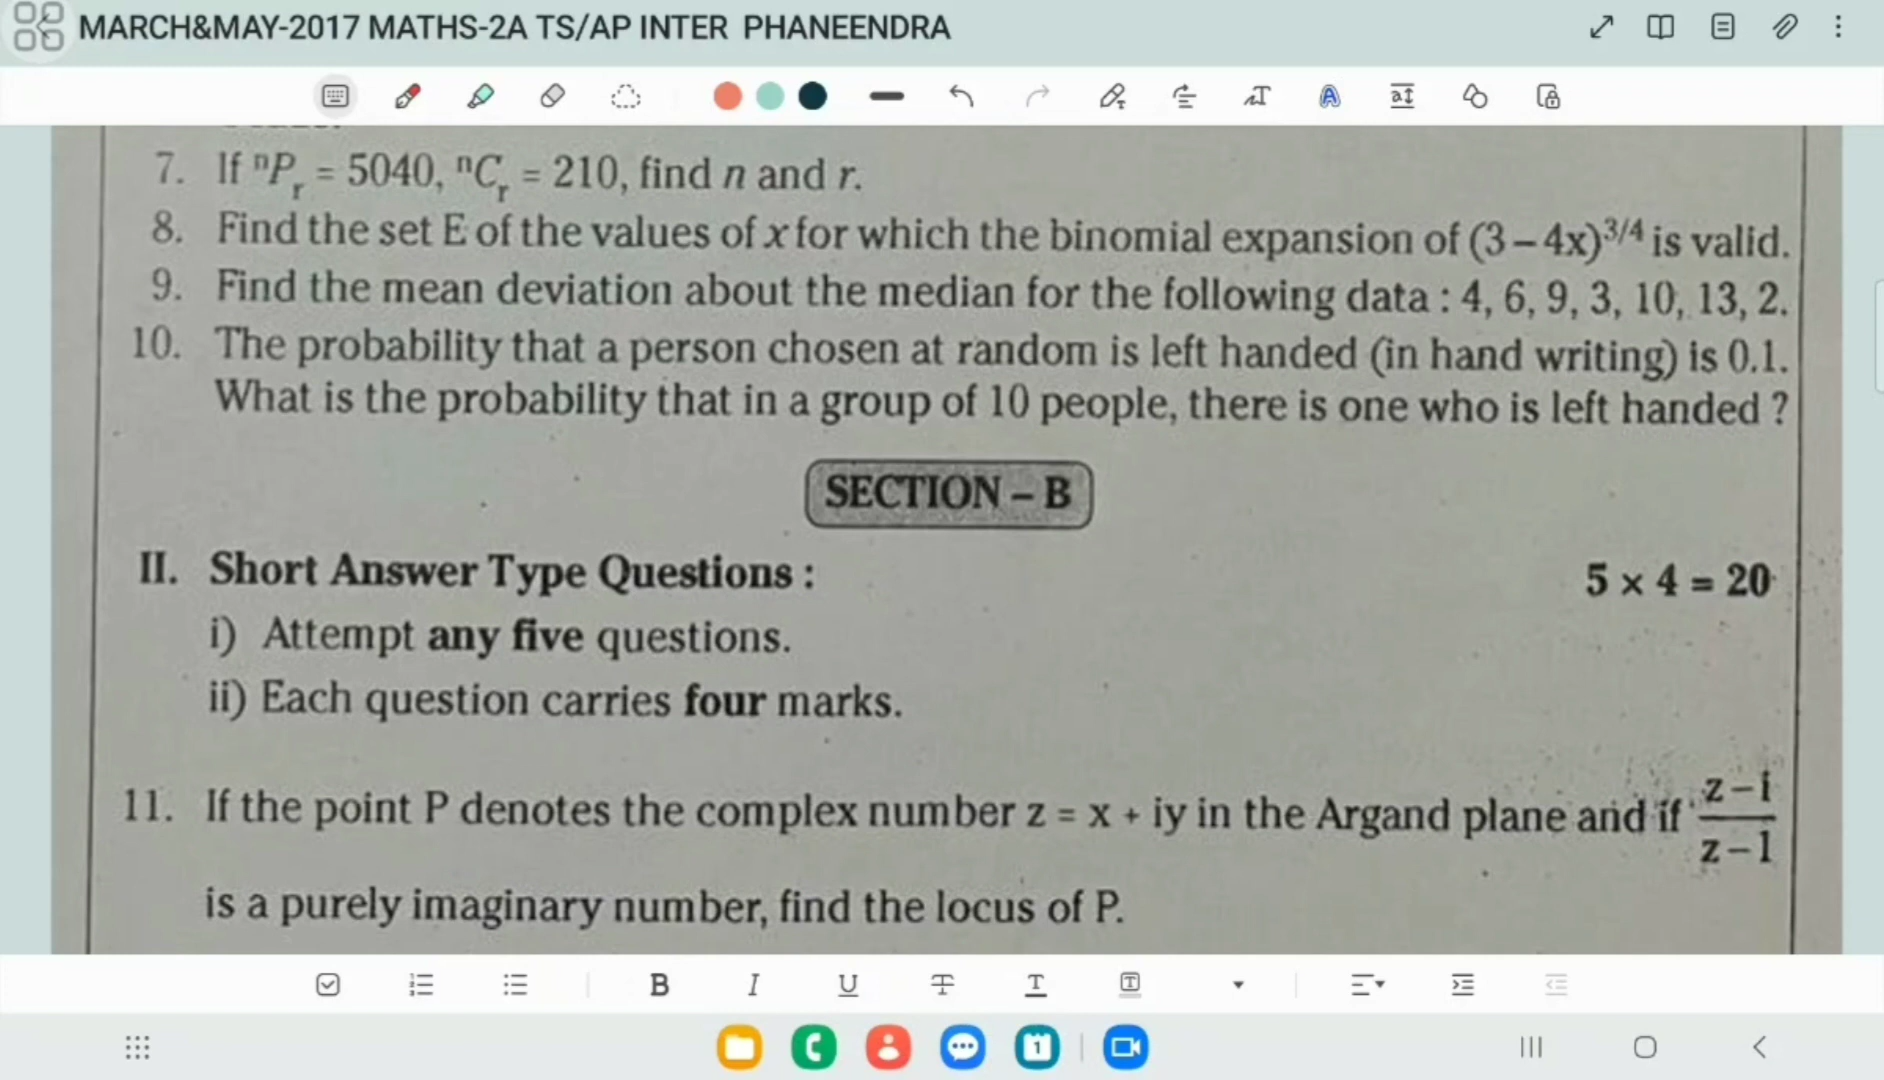 MARCH&MAY-2017 MATHS-2A TS/AP INTER PHANEENDRA
7. If ⁿPᵣ = 5040, ⁿCᵣ = 210, find n and r.
8. Find the set E of the values of x for which the binomial expansion of (3 – 4x)^3/4 is valid.
9. Find the mean deviation about the median for the following data : 4, 6, 9, 3, 10, 13, 2.
10. The probability that a person chosen at random is left handed (in hand writing) is 0.1.
What is the probability that in a group of 10 people, there is one who is left handed ?
SECTION – B
II. Short Answer Type Questions : 5 × 4 = 20
i) Attempt any five questions.
ii) Each question carries four marks.
11. If the point P denotes the complex number z = x + iy in the Argand plane and if (z – i)/(z – 1)
is a purely imaginary number, find the locus of P.